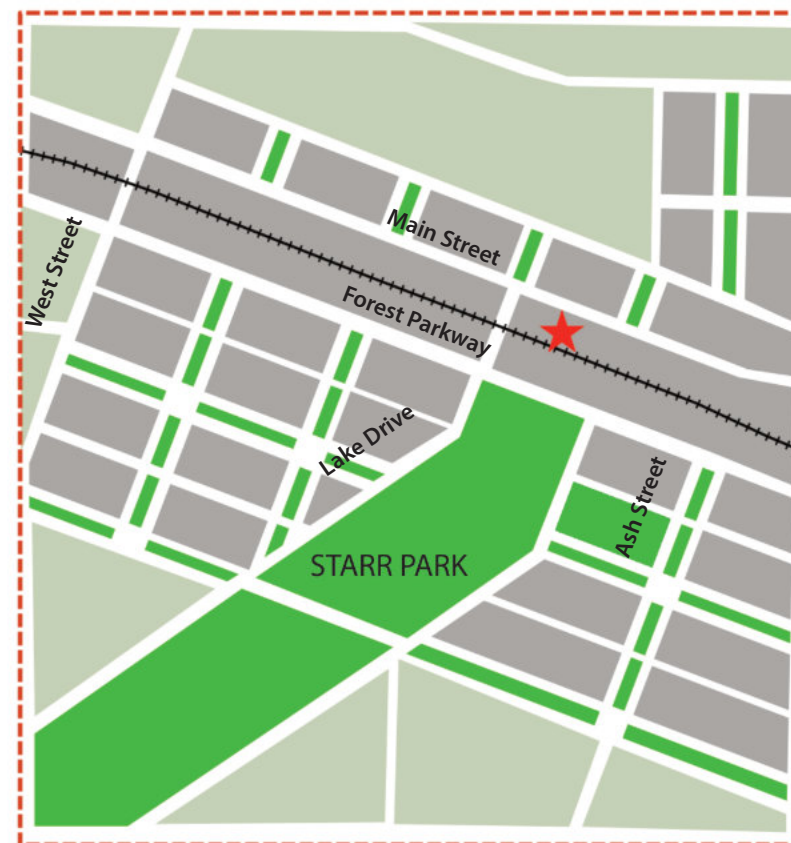 Main Street
West Street
Forest Parkway
Lake Drive
Ash Street
STARR PARK